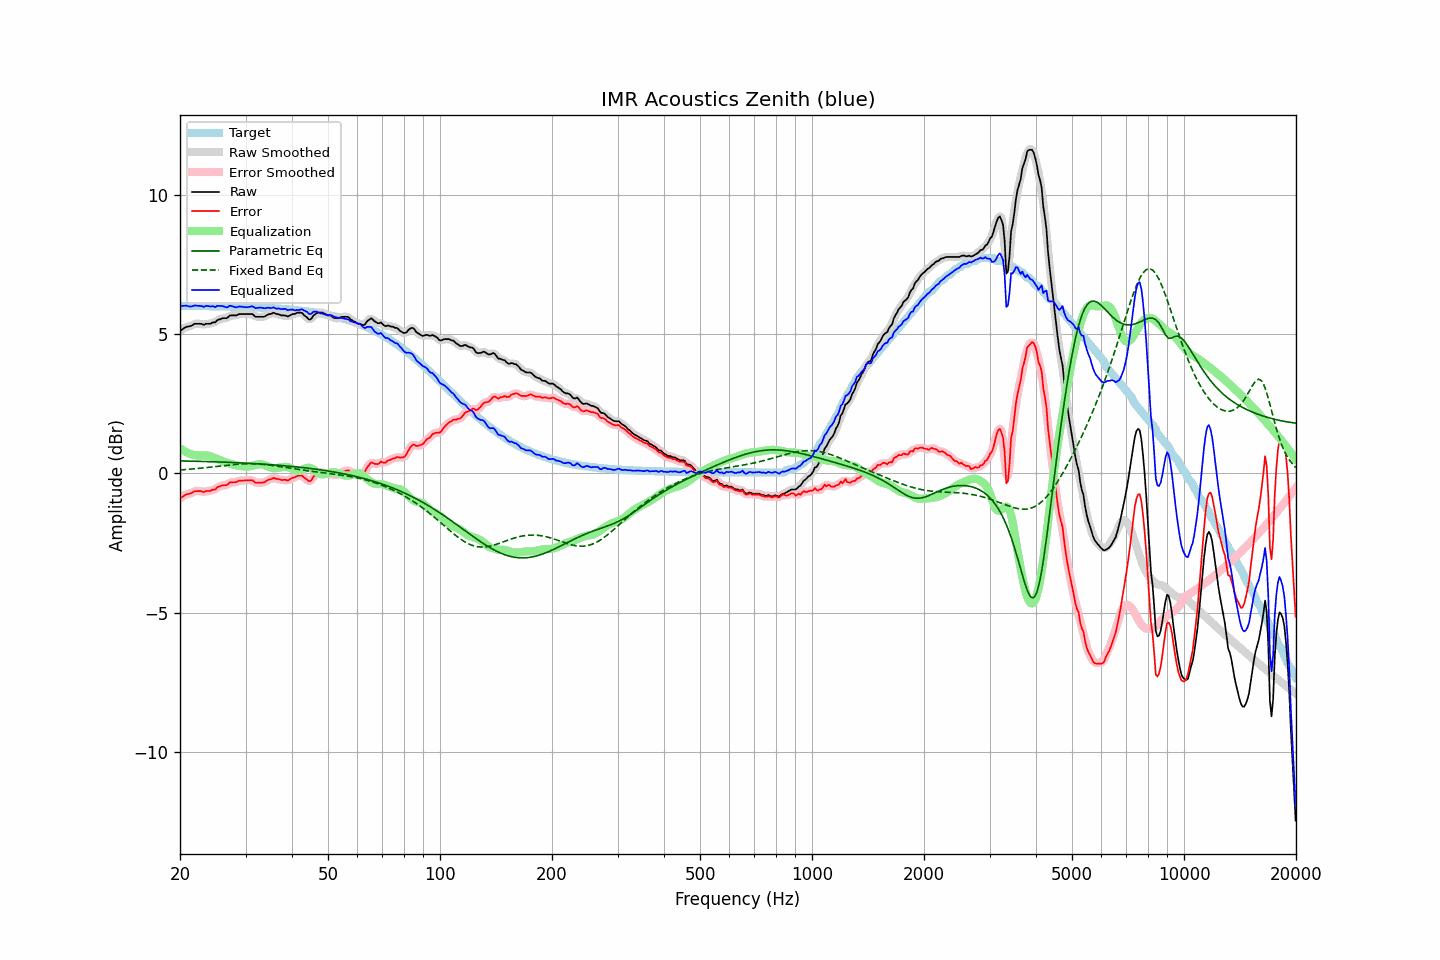 IMR Acoustics Zenith (blue)
Target
Raw Smoothed
Error Smoothed
Raw
Error
Equalization
Parametric Eq
Fixed Band Eq
Equalized
Amplitude (dBr)
10
5
0
−5
−10
20 50 100 200 500 1000 2000 5000 10000 20000
Frequency (Hz)